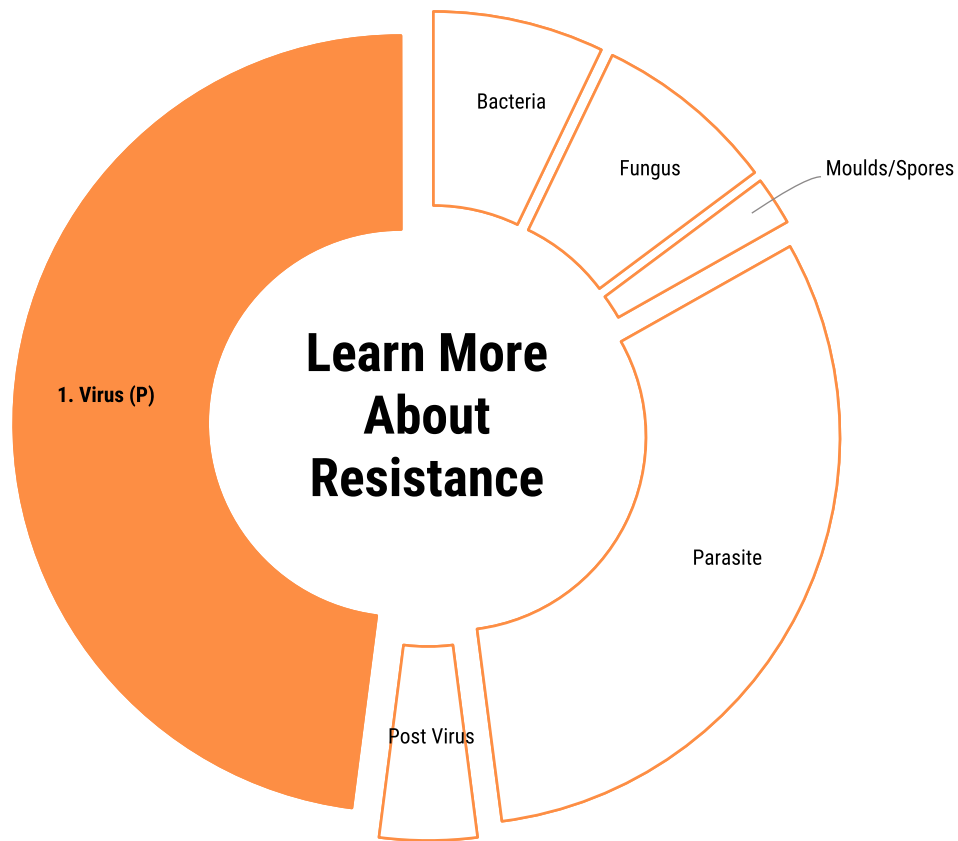 Bacteria
Fungus
Moulds/Spores
Learn More
About
Resistance
1. Virus (P)
Parasite
Post Virus